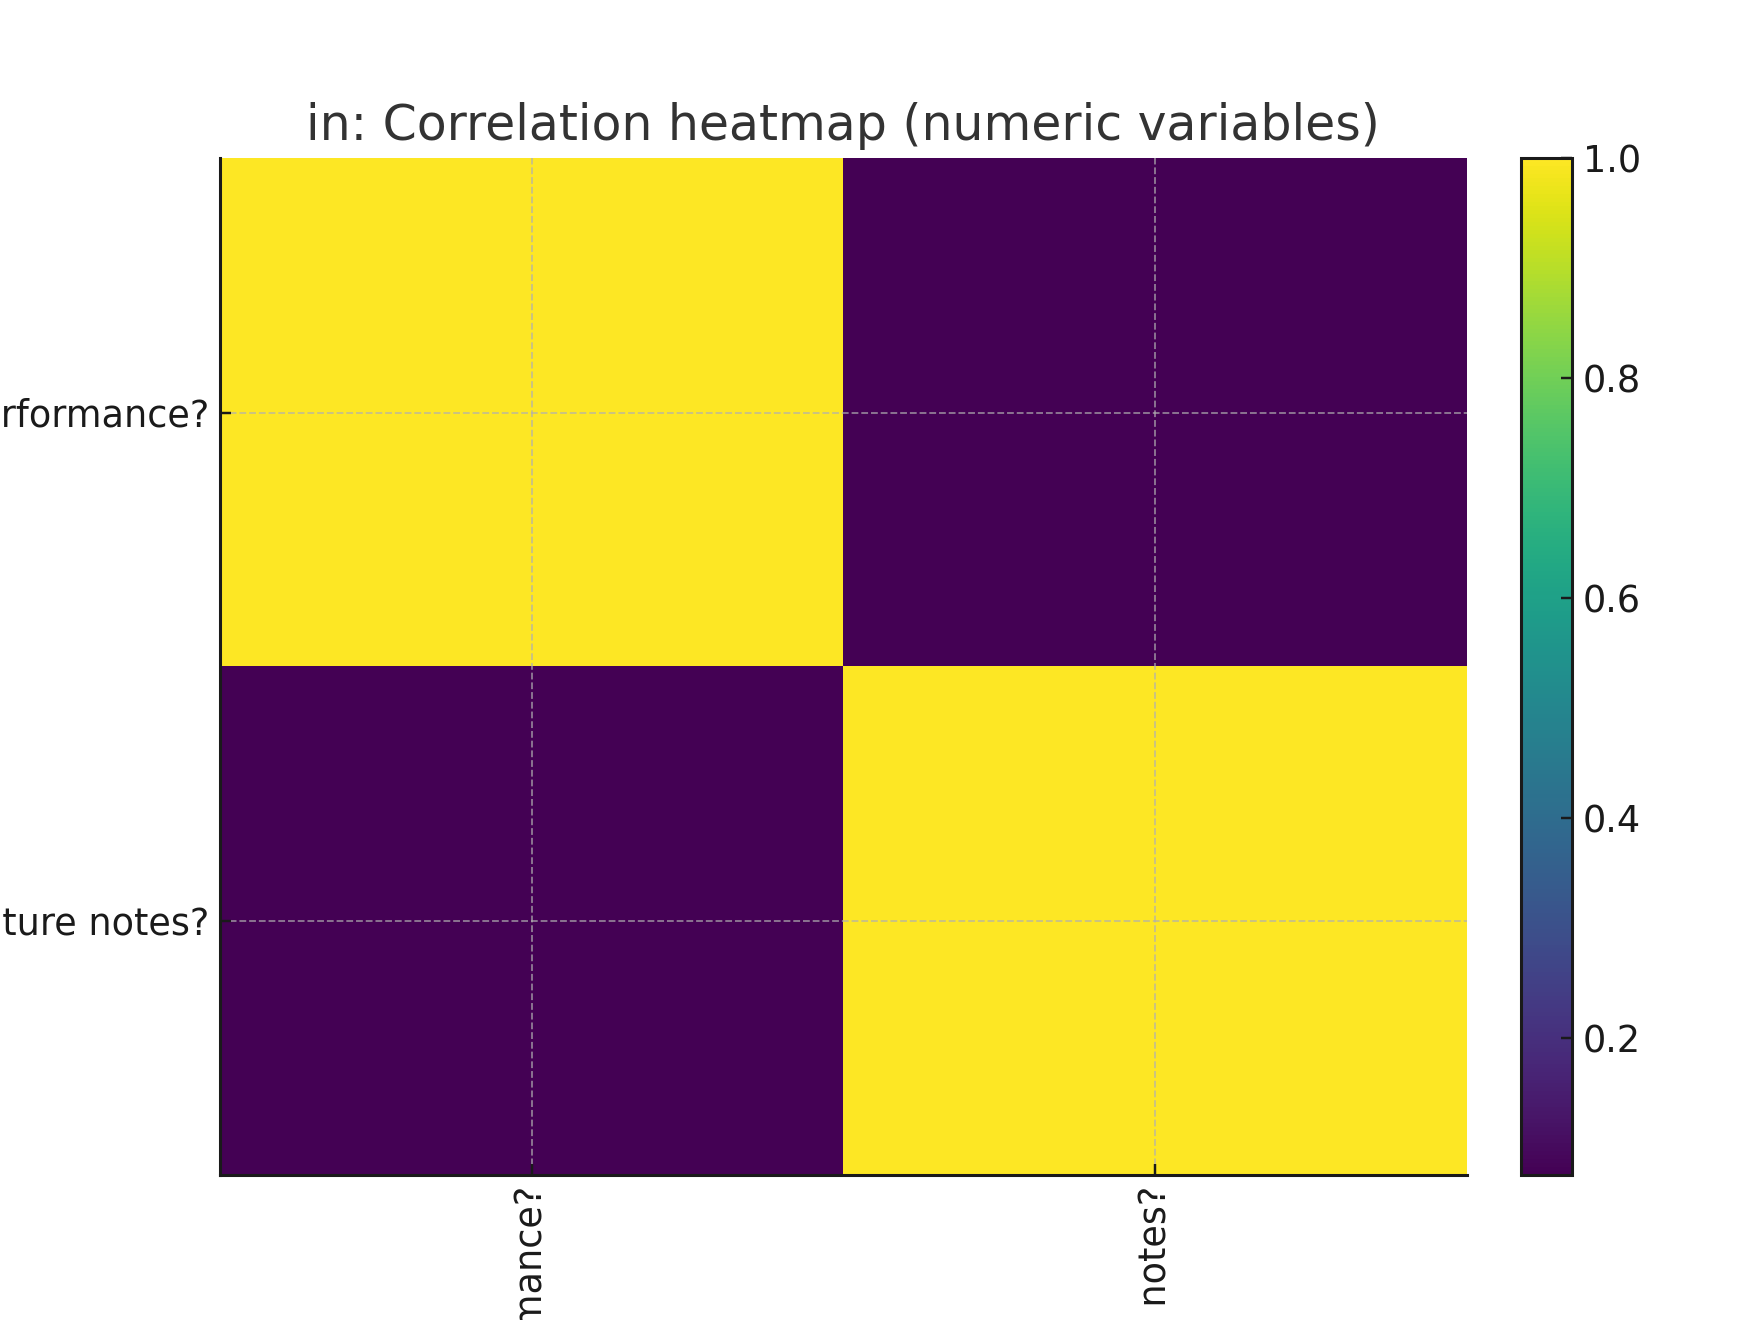 in: Correlation heatmap (numeric variables)
1.0
0.8
0.6
0.4
0.2
rformance?
ture notes?
mance?
notes?